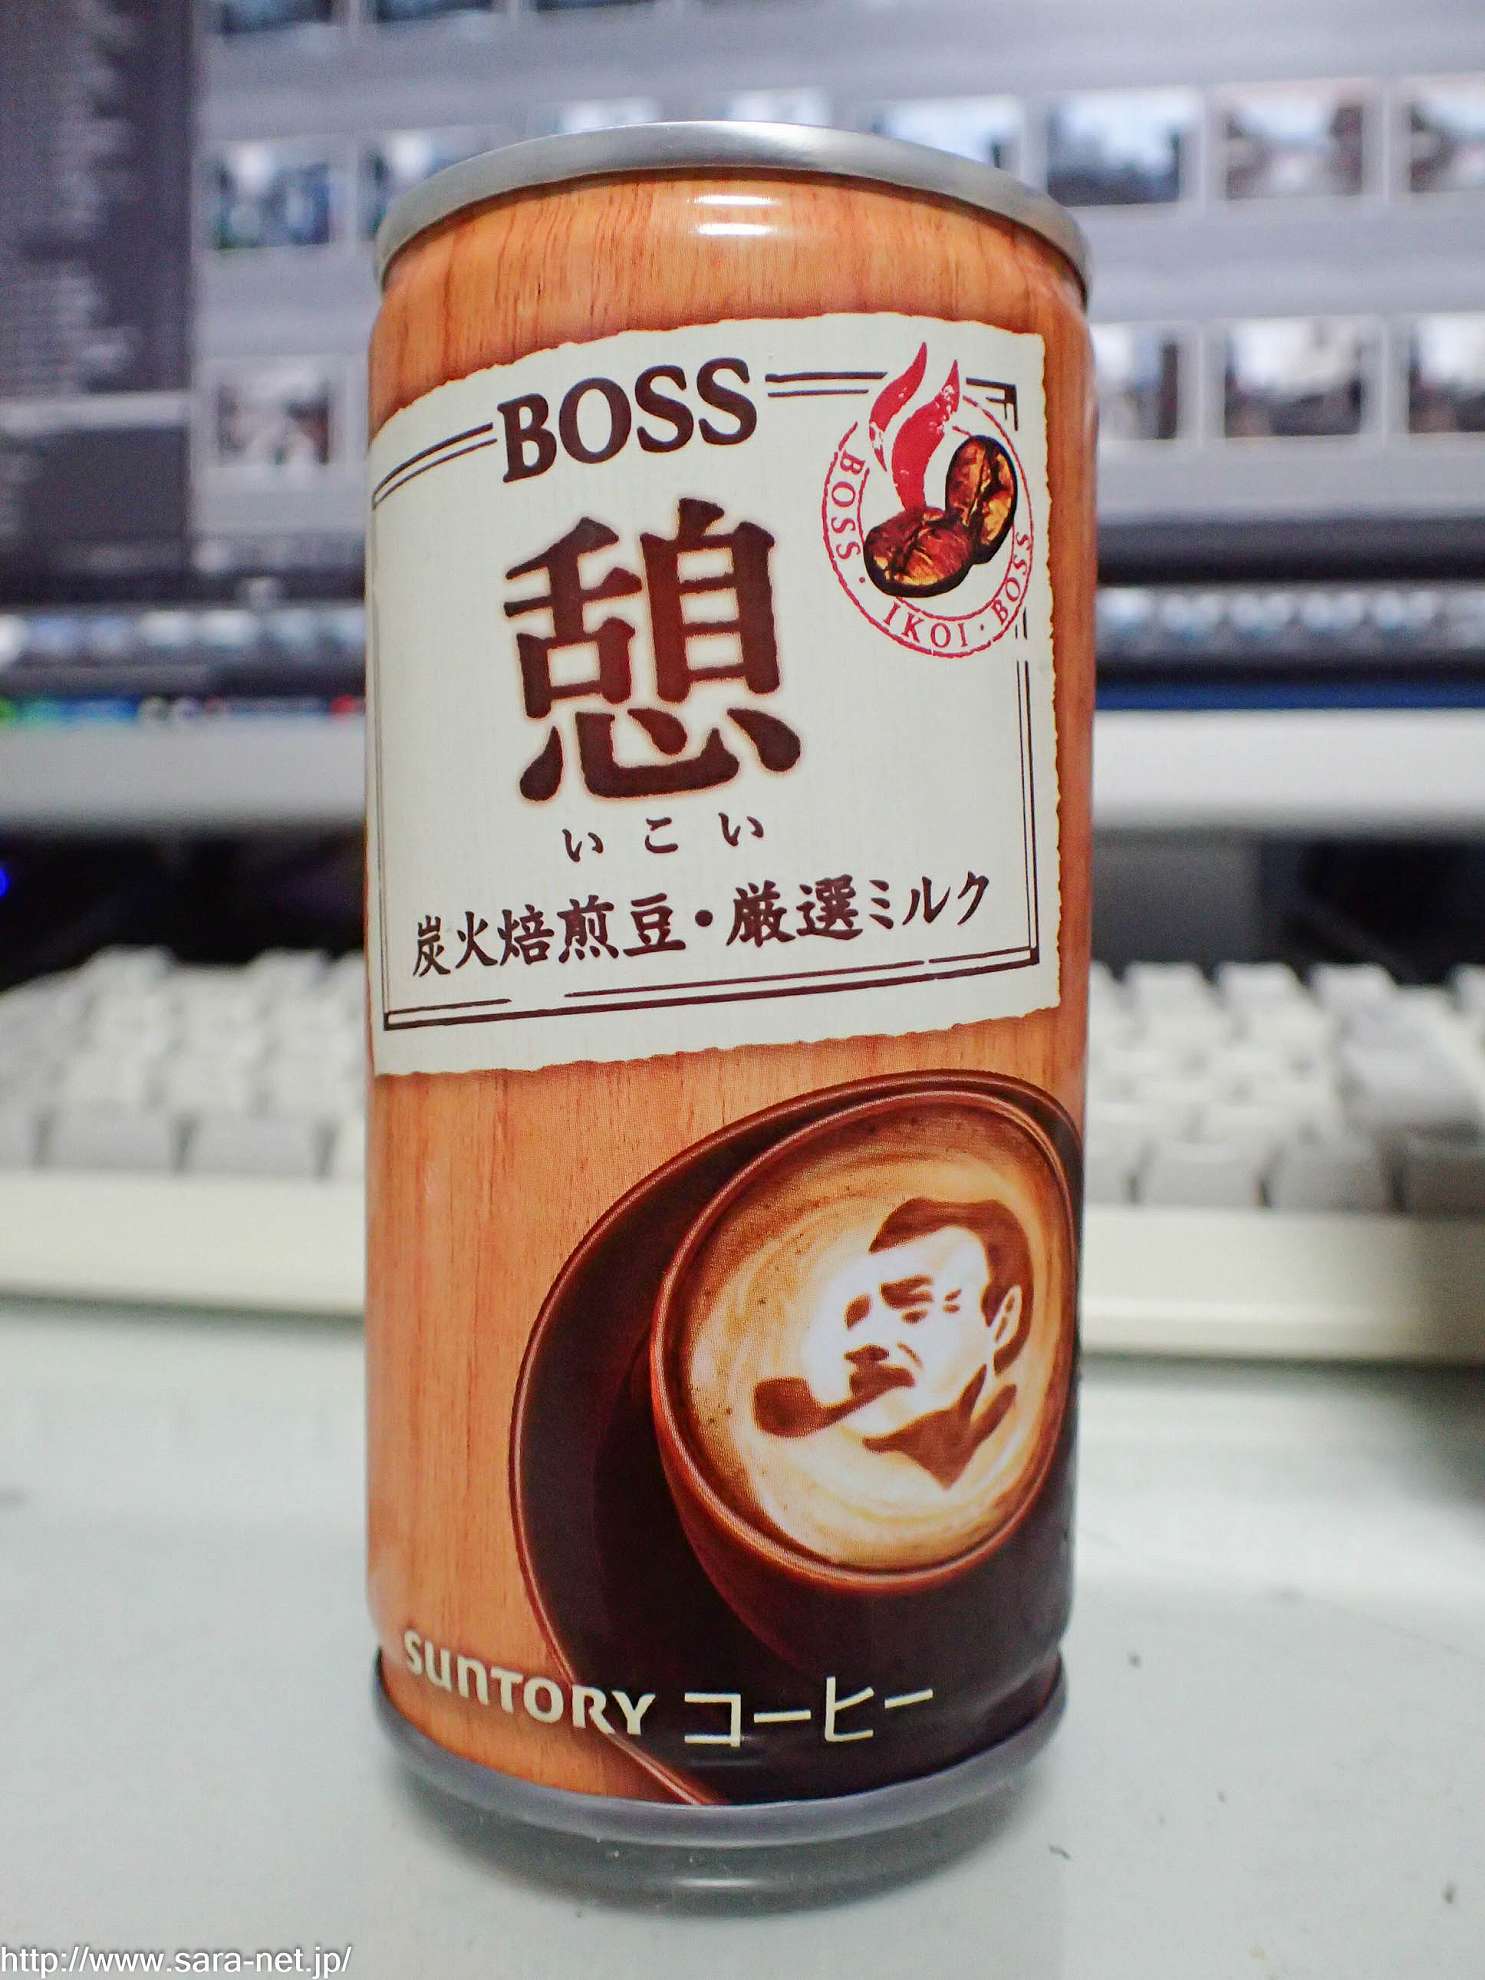 BOSS
BOSS・IKOI・BOSS
憩
いこい
炭火焙煎豆・厳選ミルク
SUNTORY コーヒー
http://www.sara-net.jp/